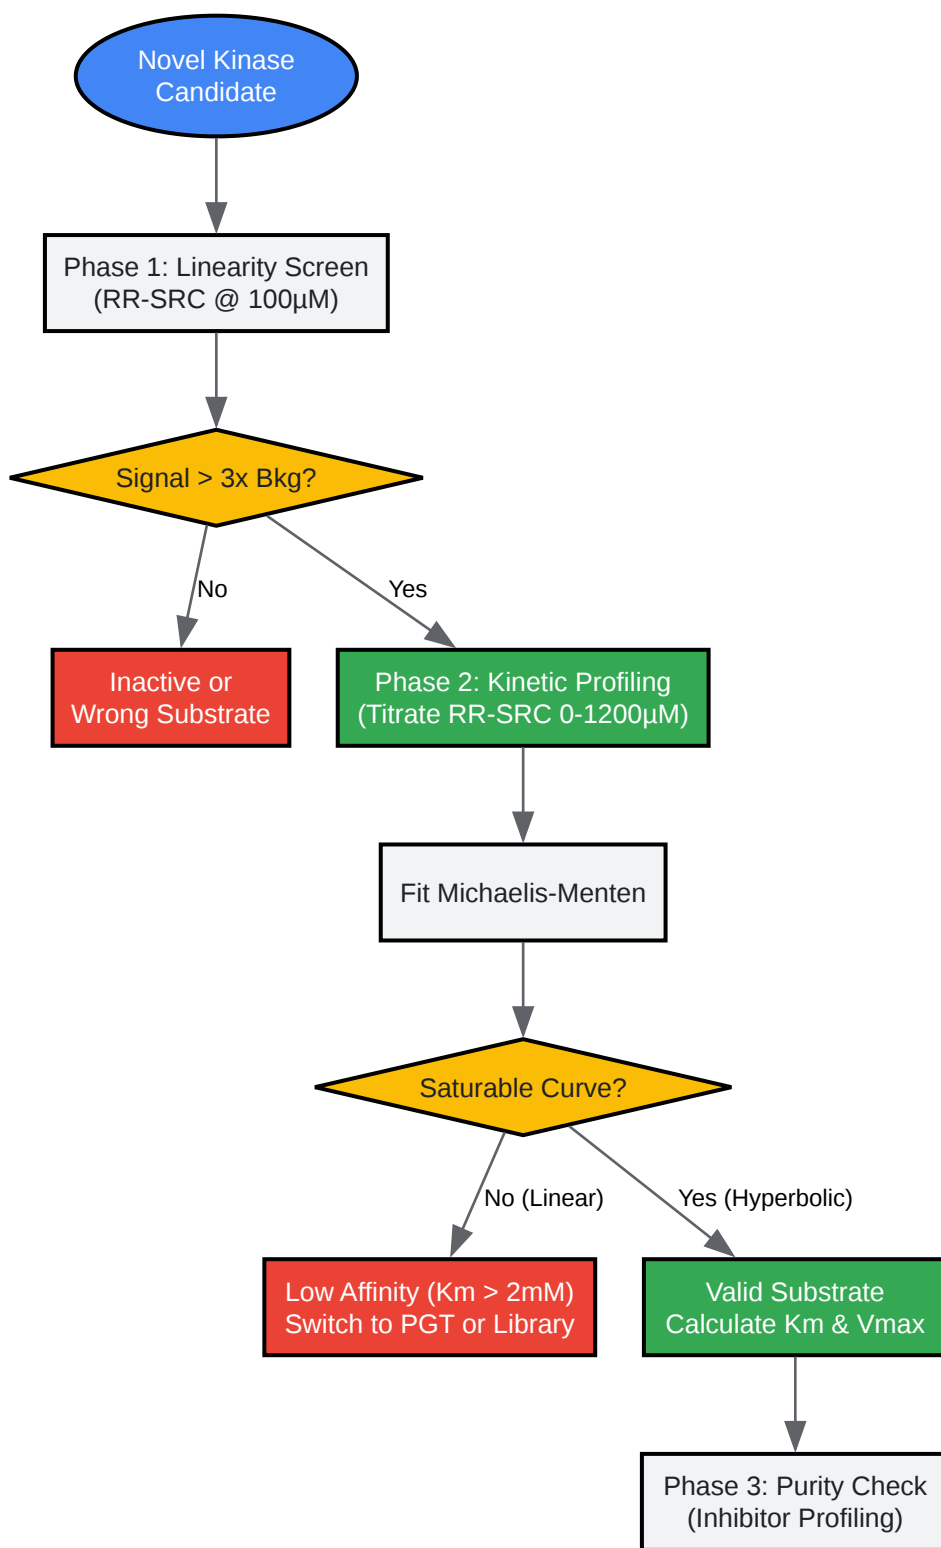 Novel Kinase
Candidate
Phase 1: Linearity Screen
(RR-SRC @ 100µM)
Signal > 3x Bkg?
No
Yes
Inactive or
Wrong Substrate
Phase 2: Kinetic Profiling
(Titrate RR-SRC 0-1200µM)
Fit Michaelis-Menten
Saturable Curve?
No (Linear)
Yes (Hyperbolic)
Low Affinity (Km > 2mM)
Switch to PGT or Library
Valid Substrate
Calculate Km & Vmax
Phase 3: Purity Check
(Inhibitor Profiling)